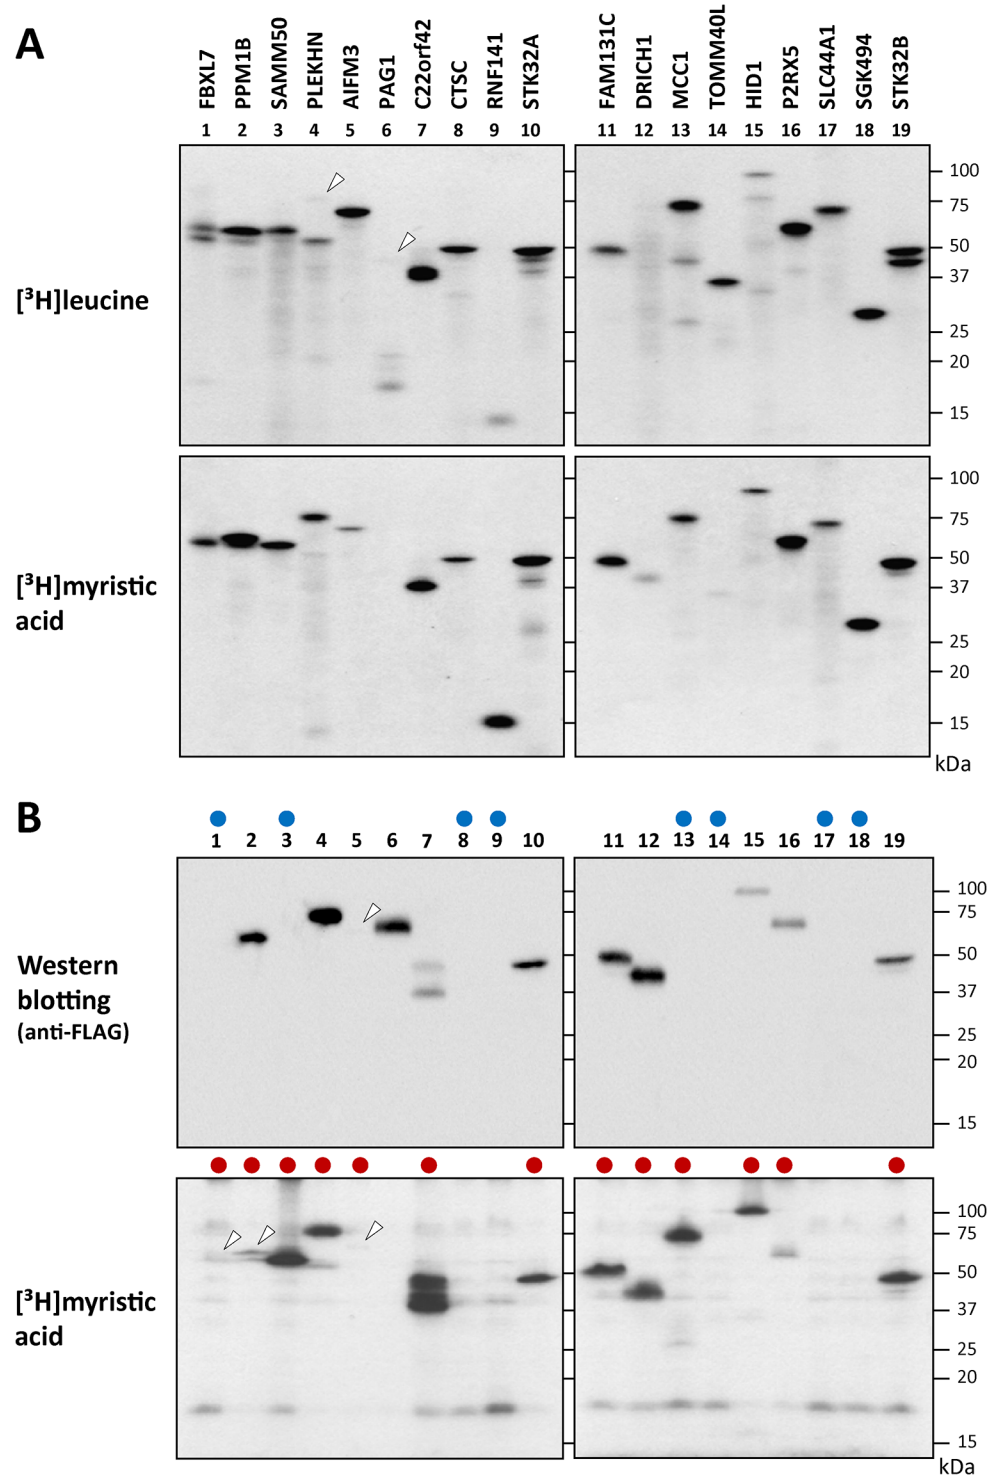 A
FBXL7 PPM1B SAMM50 PLEKHN AIFM3 PAG1 C22orf42 CTSC RNF141 STK32A FAM131C DRICH1 MCC1 TOMM40L HID1 P2RX5 SLC44A1 SGK494 STK32B
1 2 3 4 5 6 7 8 9 10 11 12 13 14 15 16 17 18 19
[³H]leucine
100
75
50
37
25
20
15
[³H]myristic
acid
100
75
50
37
25
20
15
kDa
B
1 2 3 4 5 6 7 8 9 10 11 12 13 14 15 16 17 18 19
Western
blotting
(anti-FLAG)
100
75
50
37
25
20
15
[³H]myristic
acid
100
75
50
37
25
20
15
kDa